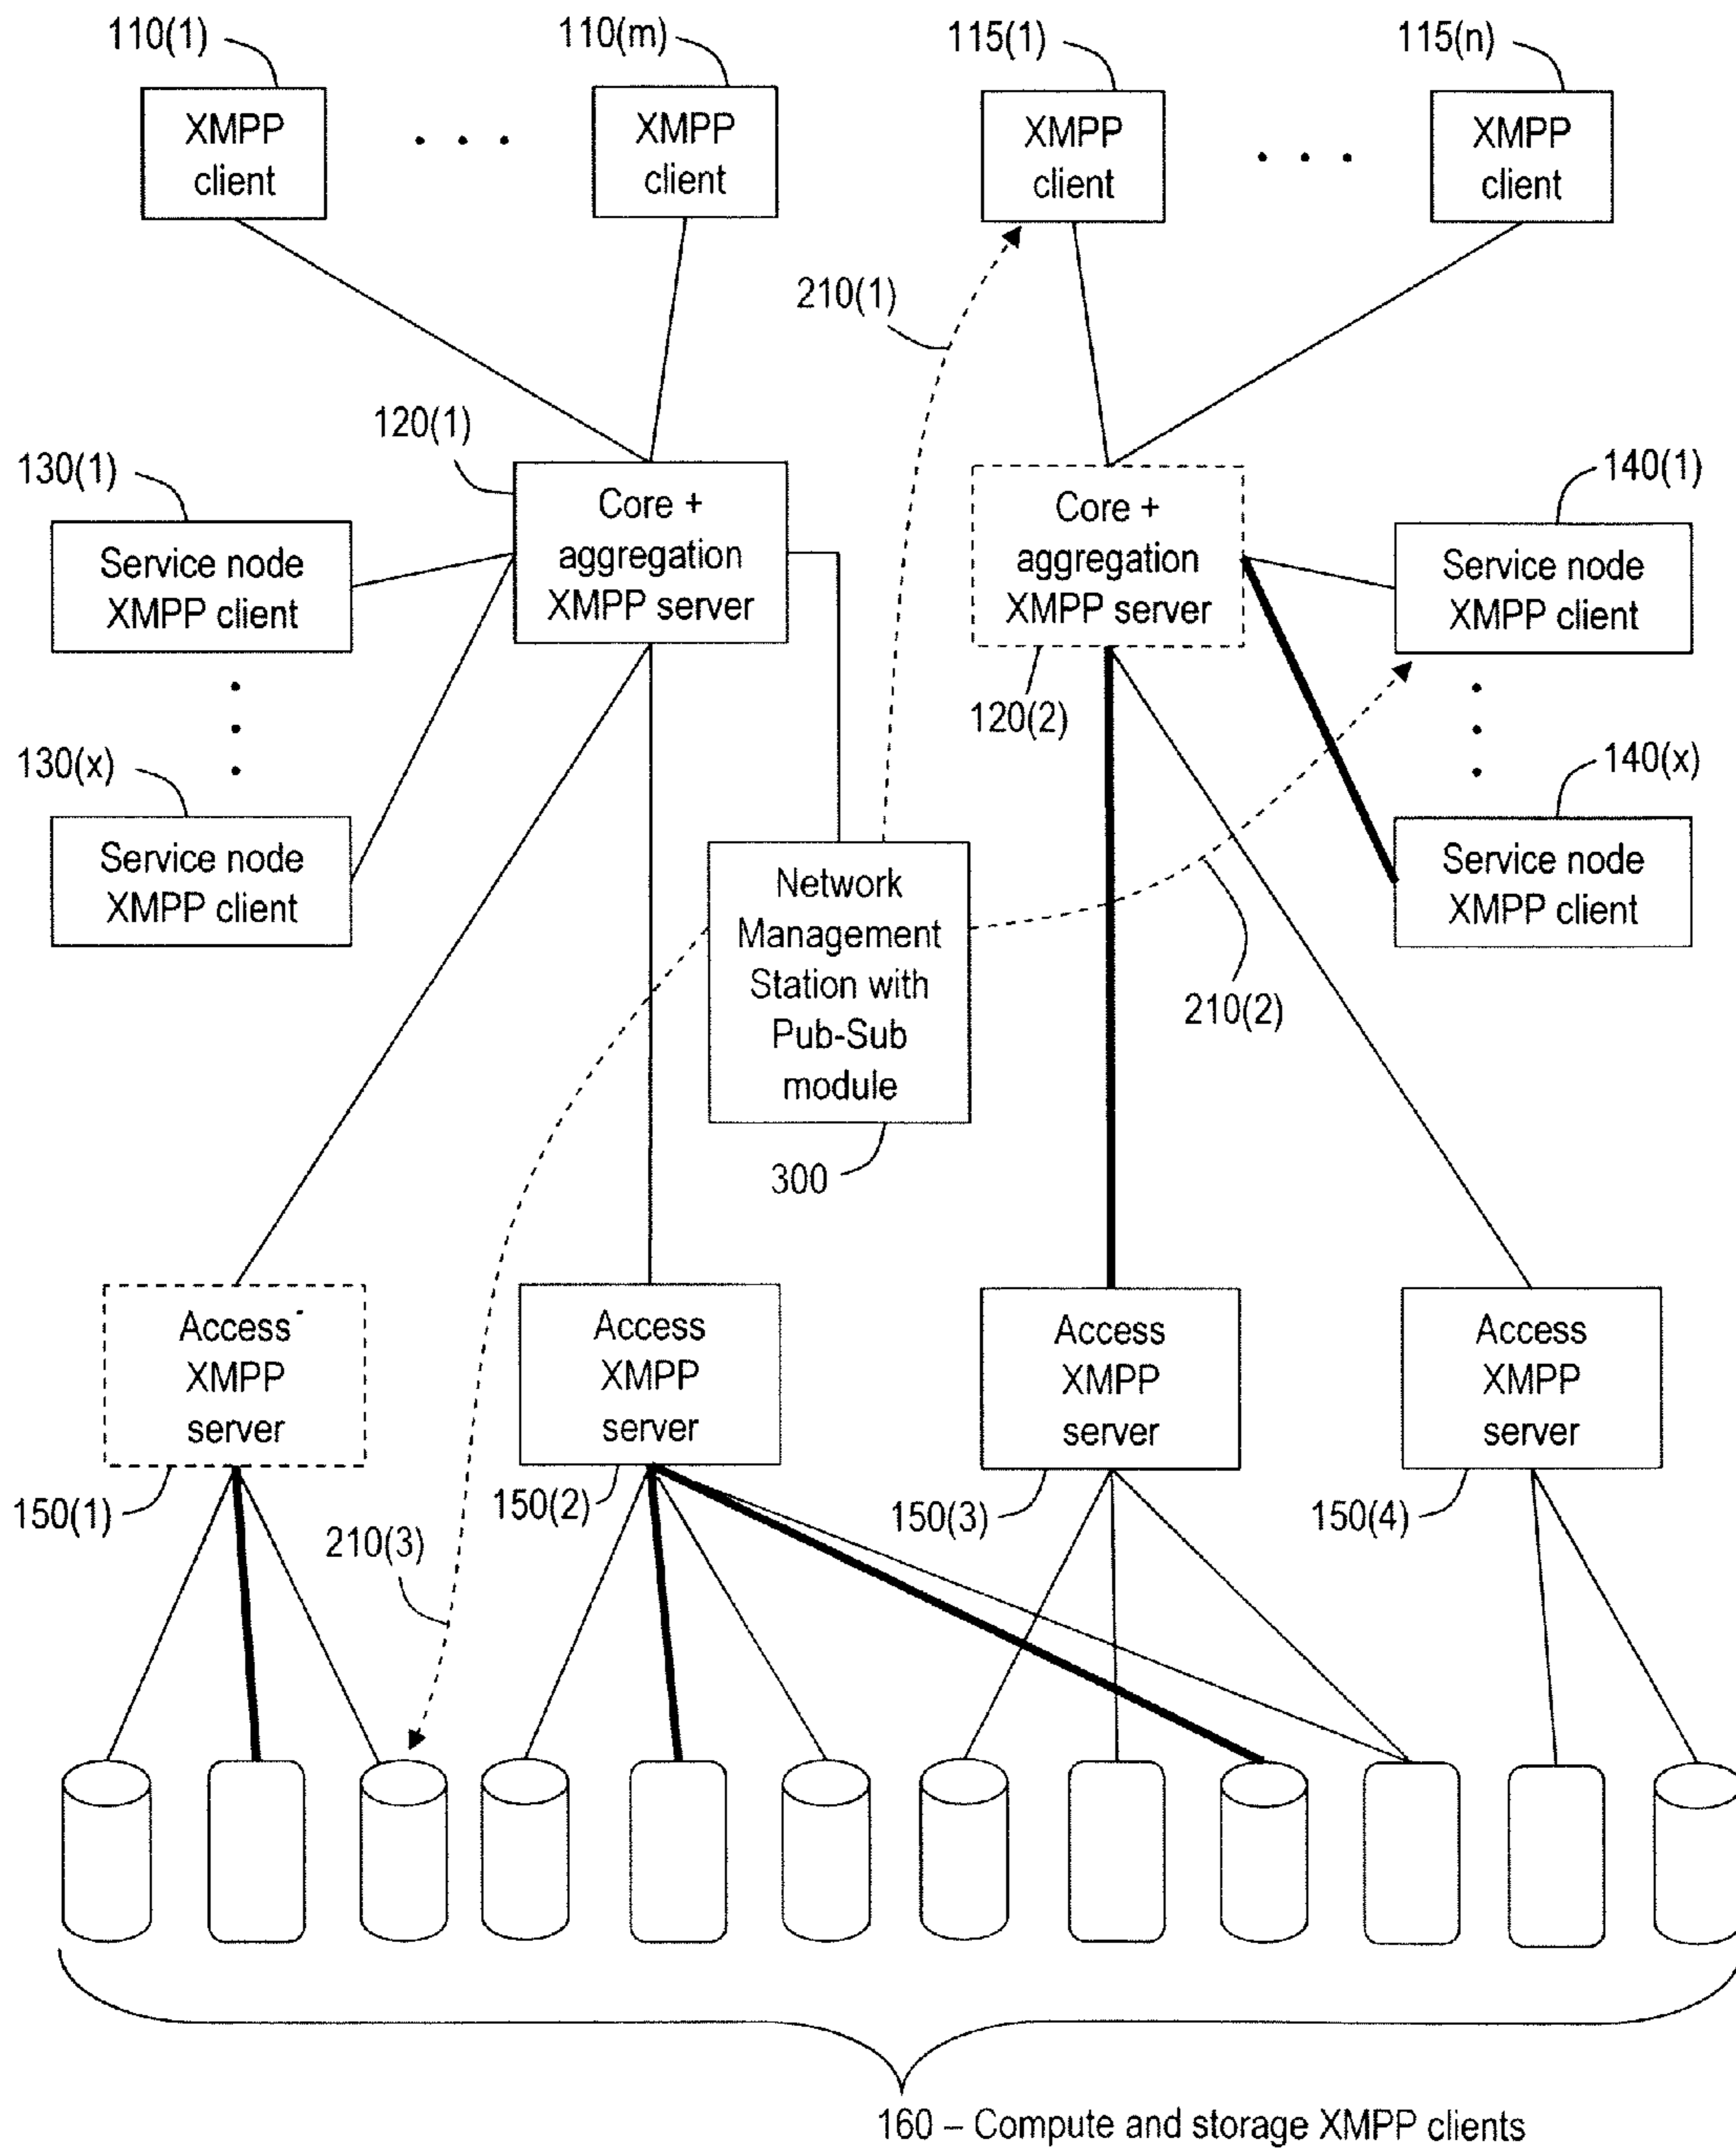 110(1)
110(m)
115(1)
115(n)
XMPP
client
XMPP
client
XMPP
client
XMPP
client
210(1)
120(1)
130(1)
140(1)
Core +
aggregation
XMPP server
Core +
aggregation
XMPP server
Service node
XMPP client
Service node
XMPP client
120(2)
130(x)
140(x)
Service node
XMPP client
Service node
XMPP client
Network
Management
Station with
Pub-Sub
module
210(2)
300
Access
XMPP
server
Access
XMPP
server
Access
XMPP
server
Access
XMPP
server
150(1)
150(2)
150(3)
150(4)
210(3)
160 – Compute and storage XMPP clients